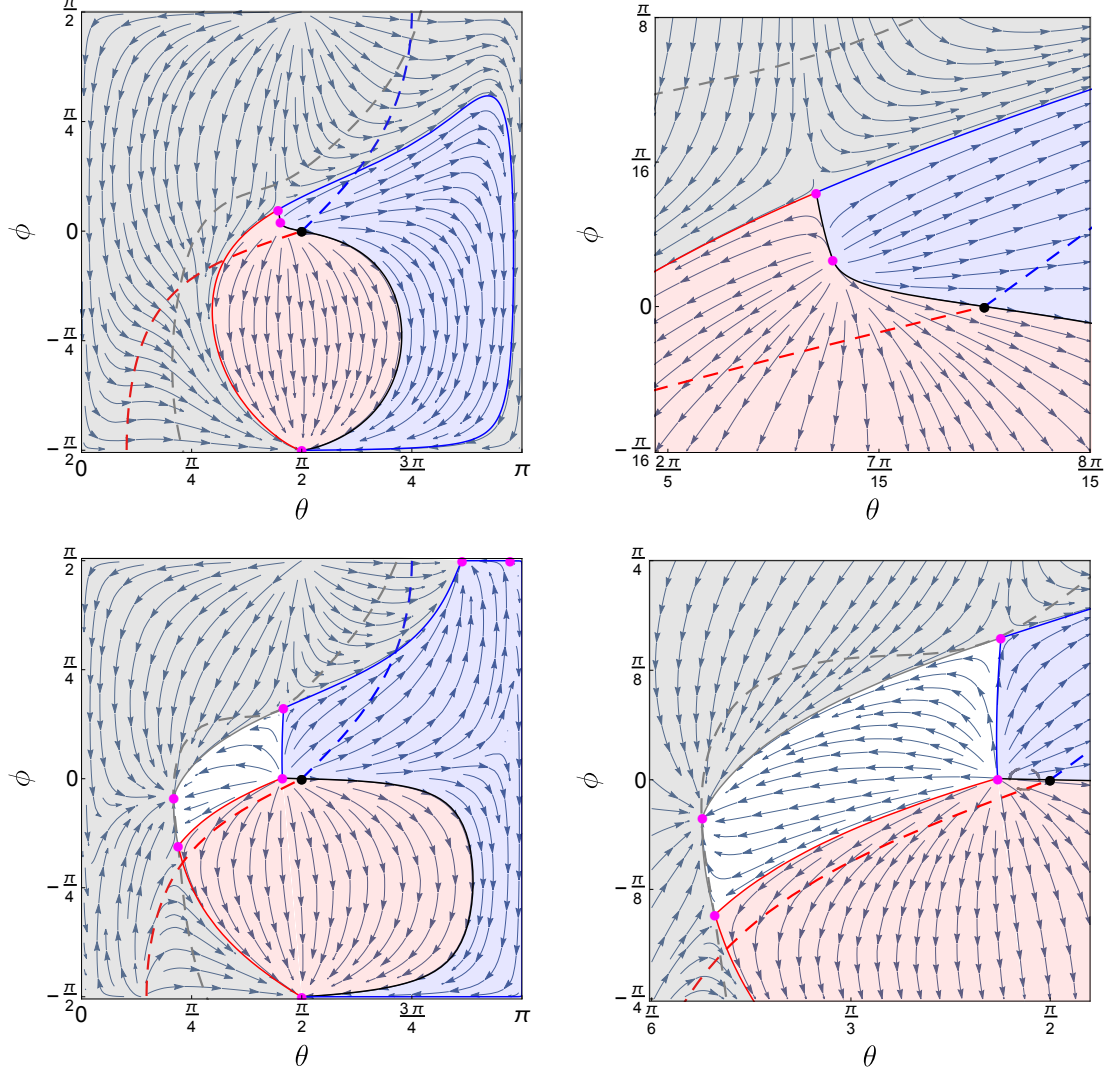 π/2 π/4 0 -π/4 -π/2
ϕ
0 π/4 π/2 3π/4 π
θ
π/8 π/16 0 -π/16
ϕ
2π/5 7π/15 8π/15
θ
π/2 π/4 0 -π/4 -π/2
ϕ
0 π/4 π/2 3π/4 π
θ
π/4 π/8 0 -π/8 -π/4
ϕ
π/6 π/3 π/2
θ